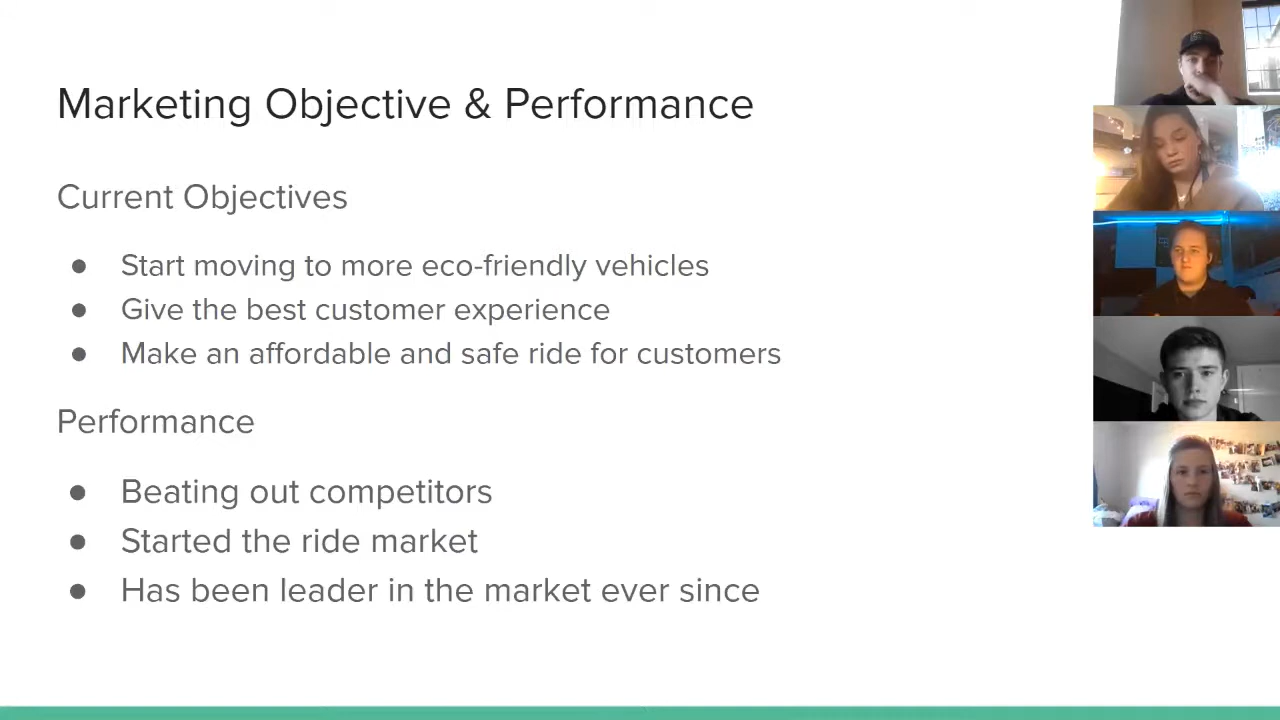 Marketing Objective & Performance
Current Objectives
● Start moving to more eco-friendly vehicles
● Give the best customer experience
● Make an affordable and safe ride for customers
Performance
● Beating out competitors
● Started the ride market
● Has been leader in the market ever since